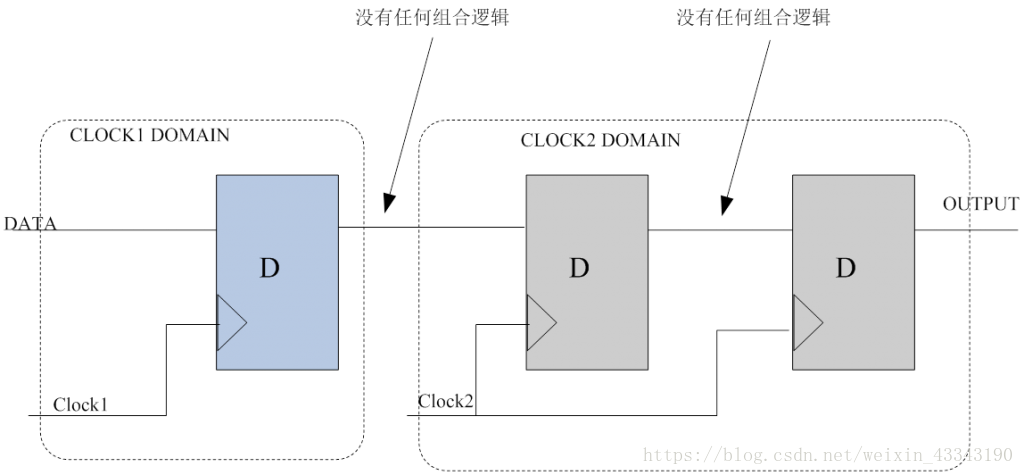 没有任何组合逻辑
没有任何组合逻辑
CLOCK1 DOMAIN
CLOCK2 DOMAIN
DATA
OUTPUT
D
D
D
Clock1
Clock2
https://blog.csdn.net/weixin_43343190